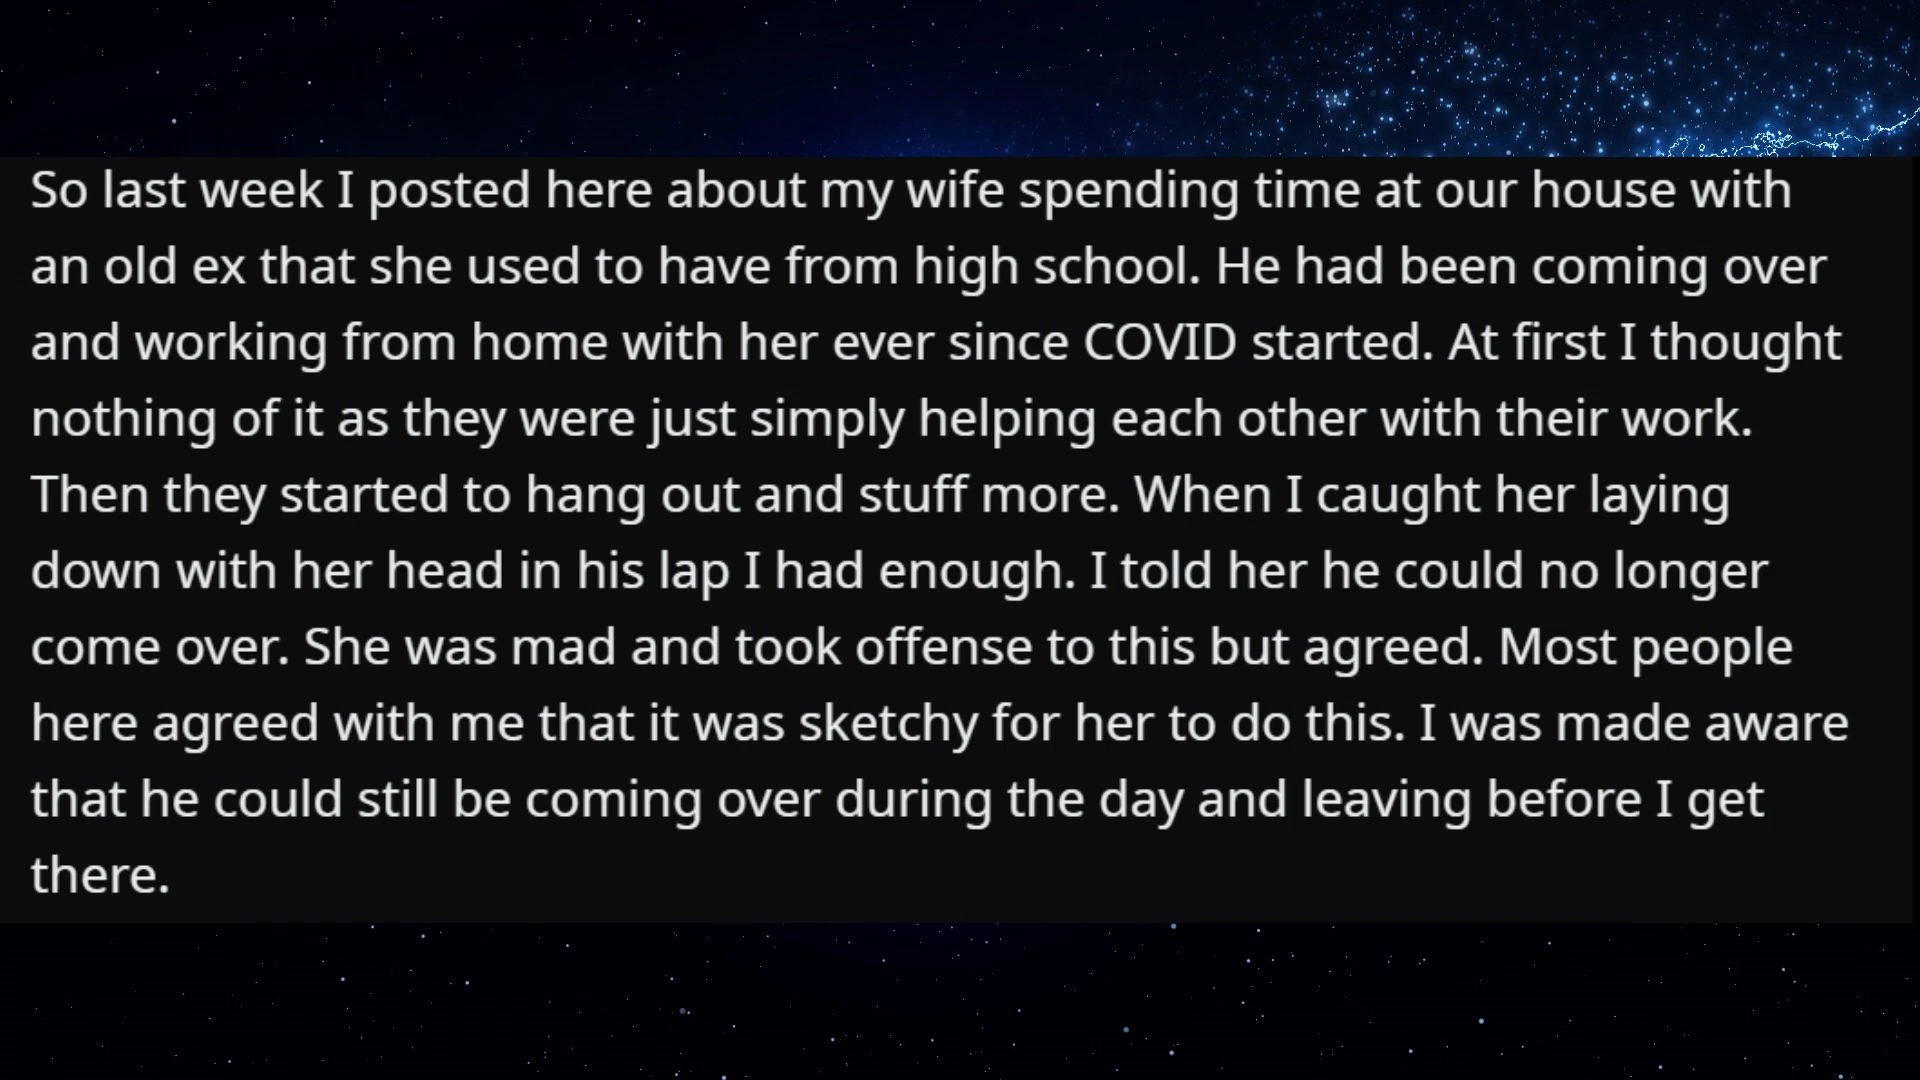 So last week I posted here about my wife spending time at our house with
an old ex that she used to have from high school. He had been coming over
and working from home with her ever since COVID started. At first I thought
nothing of it as they were just simply helping each other with their work.
Then they started to hang out and stuff more. When I caught her laying
down with her head in his lap I had enough. I told her he could no longer
come over. She was mad and took offense to this but agreed. Most people
here agreed with me that it was sketchy for her to do this. I was made aware
that he could still be coming over during the day and leaving before I get
there.